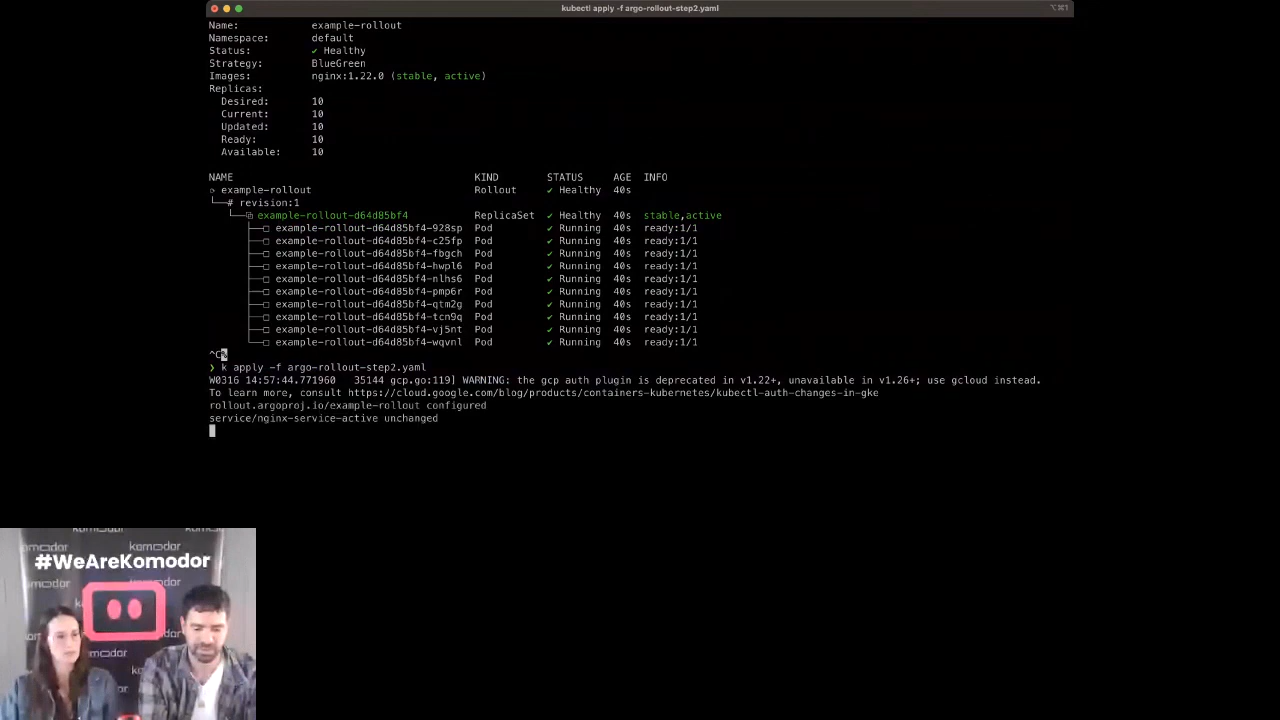 kubectl apply -f argo-rollout-step2.yaml
⌥⌘1
Name: example-rollout
Namespace: default
Status: ✔ Healthy
Strategy: BlueGreen
Images: nginx:1.22.0 (stable, active)
Replicas:
Desired: 10
Current: 10
Updated: 10
Ready: 10
Available: 10
NAME KIND STATUS AGE INFO
⟳ example-rollout Rollout ✔ Healthy 40s
└──# revision:1
└──⧉ example-rollout-d64d85bf4 ReplicaSet ✔ Healthy 40s stable,active
├──□ example-rollout-d64d85bf4-928sp Pod ✔ Running 40s ready:1/1
├──□ example-rollout-d64d85bf4-c25fp Pod ✔ Running 40s ready:1/1
├──□ example-rollout-d64d85bf4-fbgch Pod ✔ Running 40s ready:1/1
├──□ example-rollout-d64d85bf4-hwpl6 Pod ✔ Running 40s ready:1/1
├──□ example-rollout-d64d85bf4-nlhs6 Pod ✔ Running 40s ready:1/1
├──□ example-rollout-d64d85bf4-pmp6r Pod ✔ Running 40s ready:1/1
├──□ example-rollout-d64d85bf4-qtm2g Pod ✔ Running 40s ready:1/1
├──□ example-rollout-d64d85bf4-tcn9q Pod ✔ Running 40s ready:1/1
├──□ example-rollout-d64d85bf4-vj5nt Pod ✔ Running 40s ready:1/1
└──□ example-rollout-d64d85bf4-wqvnl Pod ✔ Running 40s ready:1/1
^C%
❯ k apply -f argo-rollout-step2.yaml
W0316 14:57:44.771960 35144 gcp.go:119] WARNING: the gcp auth plugin is deprecated in v1.22+, unavailable in v1.26+; use gcloud instead.
To learn more, consult https://cloud.google.com/blog/products/containers-kubernetes/kubectl-auth-changes-in-gke
rollout.argoproj.io/example-rollout configured
service/nginx-service-active unchanged
#WeAreKomodor
komodor